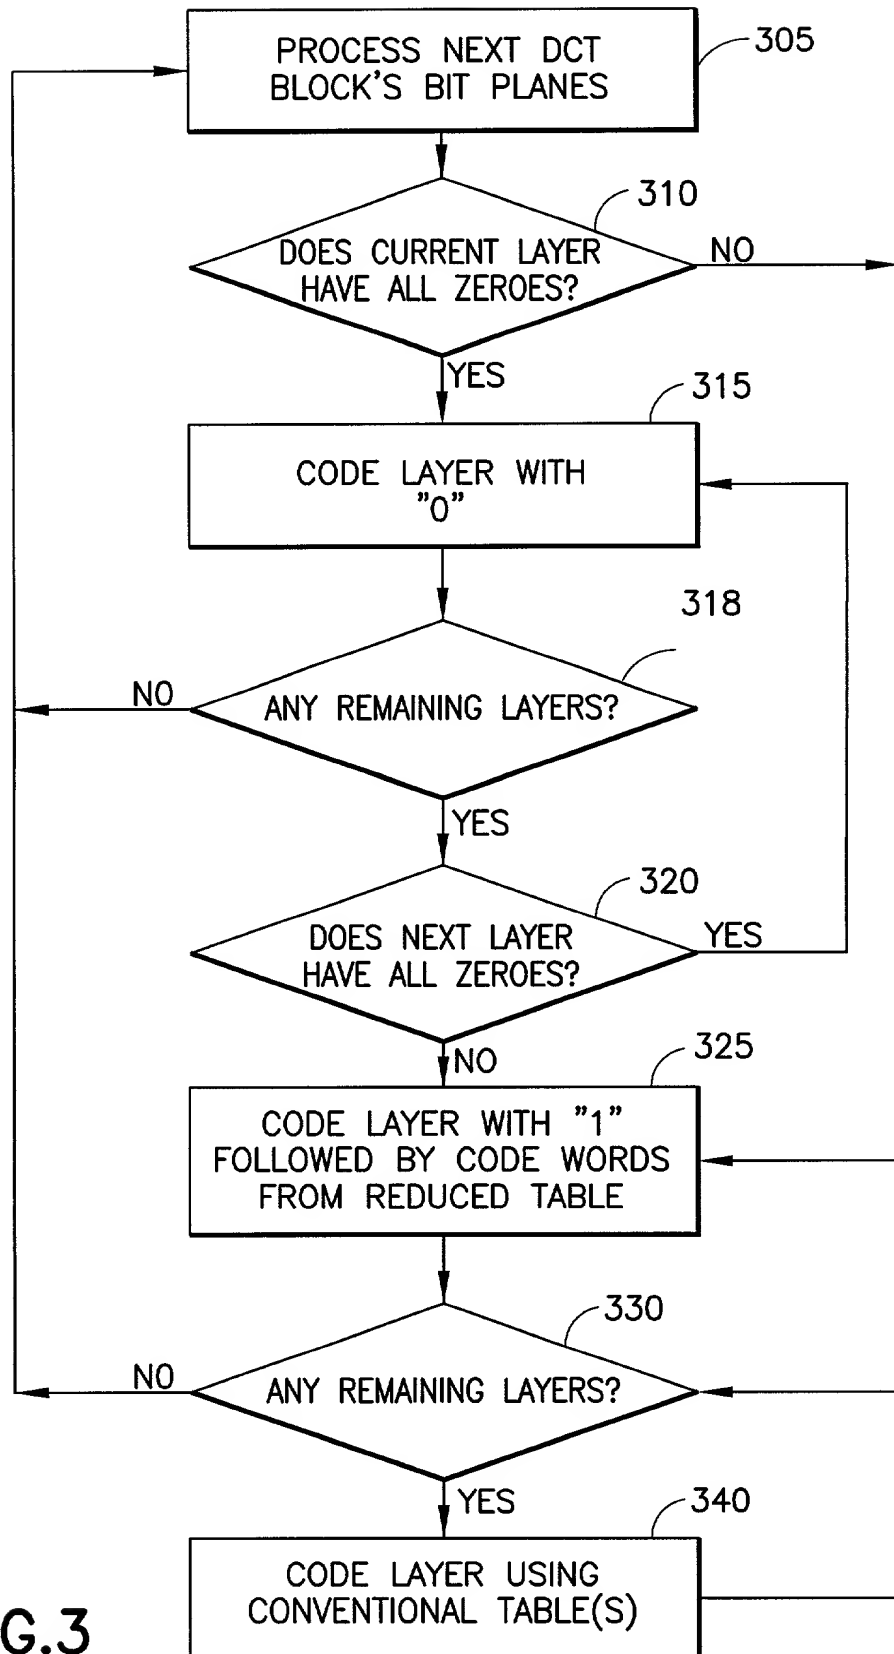 PROCESS NEXT DCT
BLOCK'S BIT PLANES
305
310
DOES CURRENT LAYER
HAVE ALL ZEROES?
NO
YES
315
CODE LAYER WITH
"0"
318
ANY REMAINING LAYERS?
NO
YES
320
DOES NEXT LAYER
HAVE ALL ZEROES?
YES
NO
325
CODE LAYER WITH "1"
FOLLOWED BY CODE WORDS
FROM REDUCED TABLE
330
ANY REMAINING LAYERS?
NO
YES
340
CODE LAYER USING
CONVENTIONAL TABLE(S)
G.3